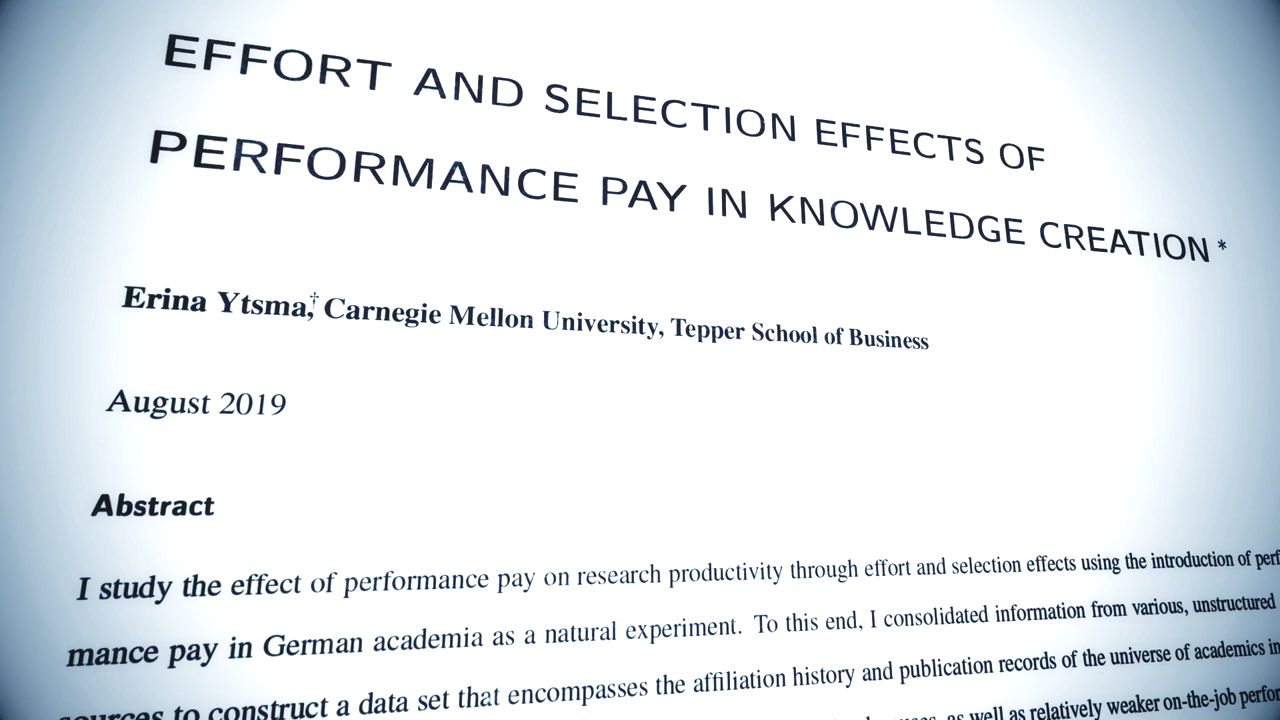 EFFORT AND SELECTION EFFECTS OF
PERFORMANCE PAY IN KNOWLEDGE CREATION *
Erina Ytsma,† Carnegie Mellon University, Tepper School of Business
August 2019
Abstract
I study the effect of performance pay on research productivity through effort and selection effects using the introduction of perf
mance pay in German academia as a natural experiment. To this end, I consolidated information from various, unstructured
sources to construct a data set that encompasses the affiliation history and publication records of the universe of academics in
as well as relatively weaker on-the-job perfor